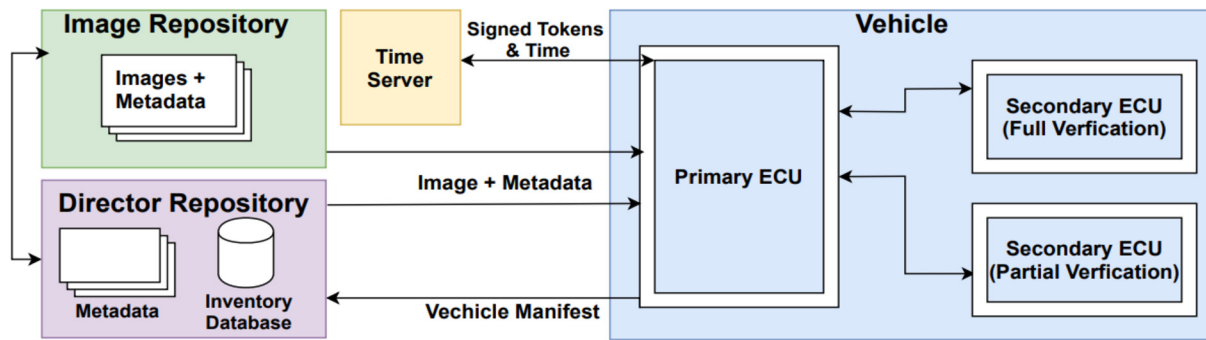 Image Repository
Images +
Metadata
Time
Server
Signed Tokens
& Time
Vehicle
Primary ECU
Secondary ECU
(Full Verfication)
Secondary ECU
(Partial Verfication)
Image + Metadata
Director Repository
Metadata
Inventory
Database
Vechicle Manifest